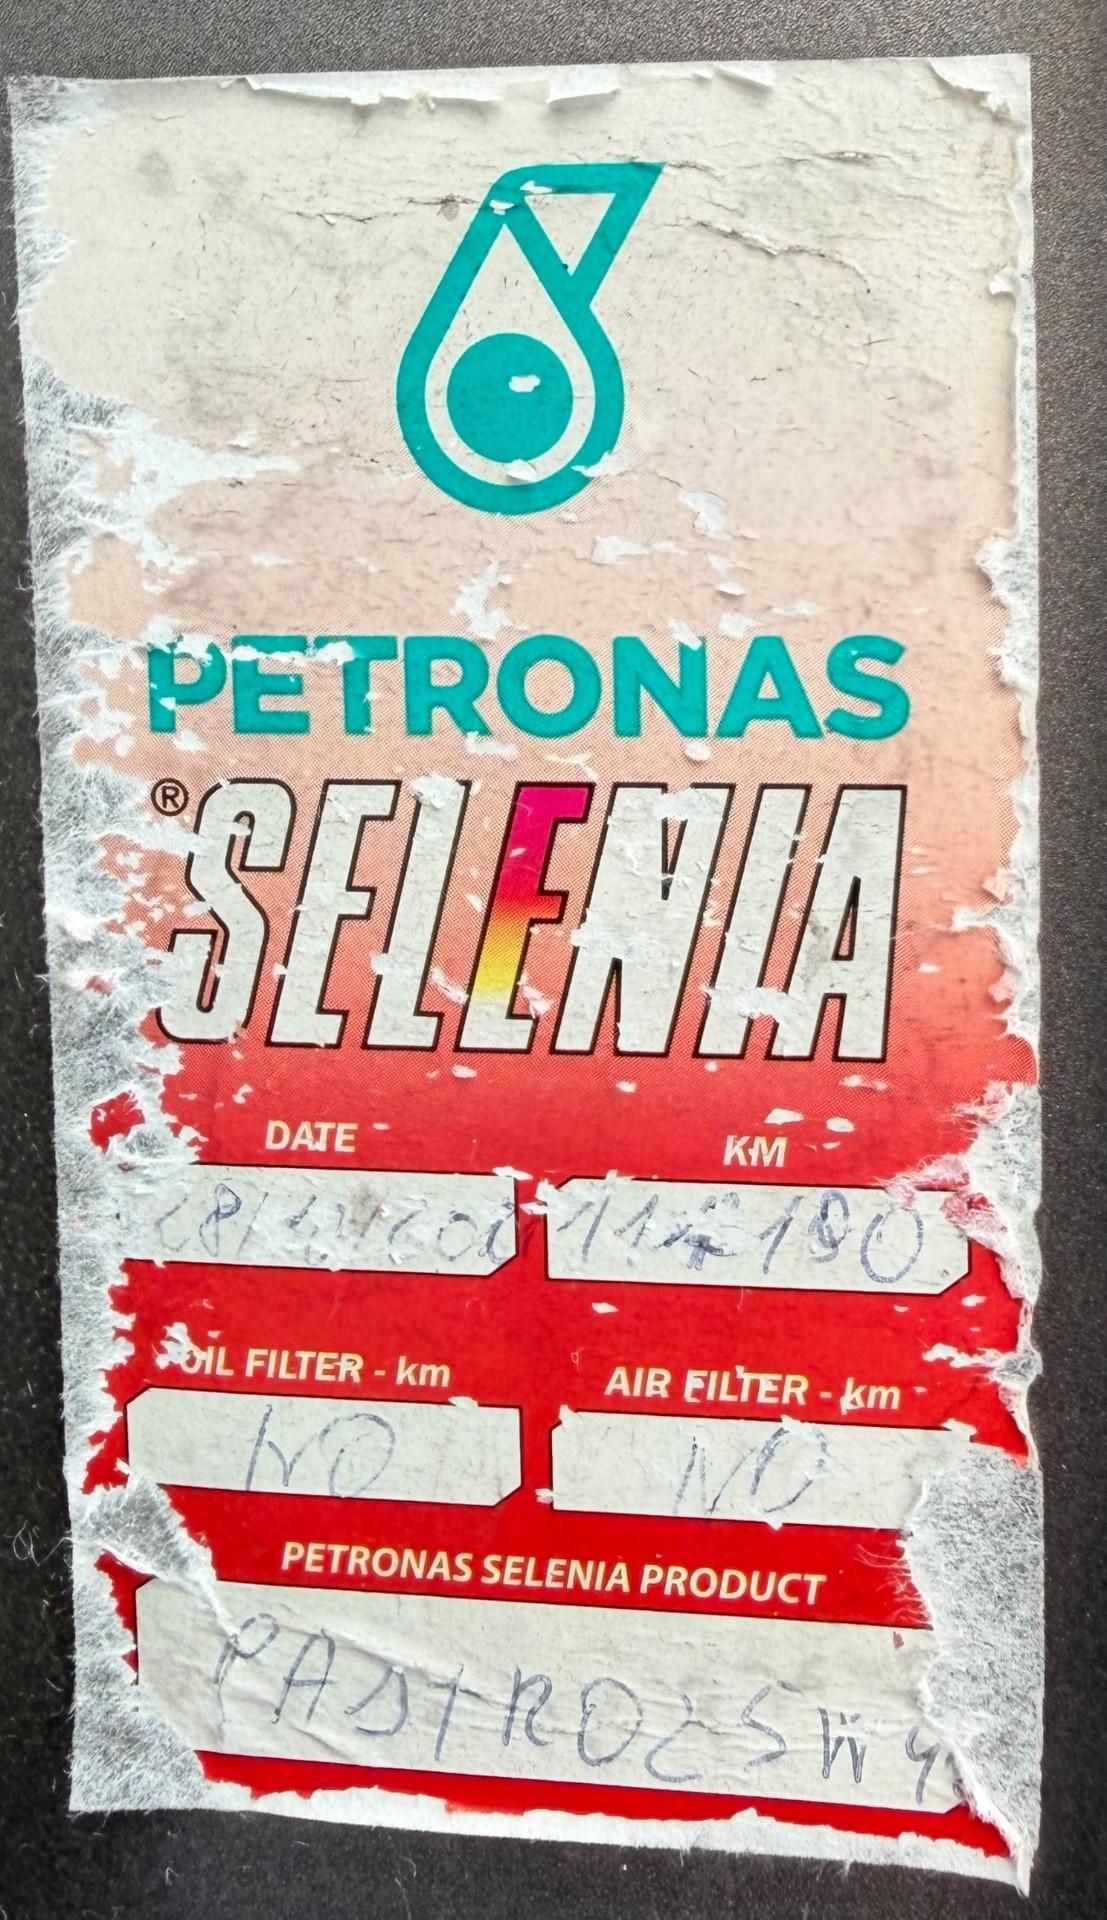 PETRONAS
®SELENIA
DATE KM
OIL FILTER - km AIR FILTER - km
NO NO
PETRONAS SELENIA PRODUCT